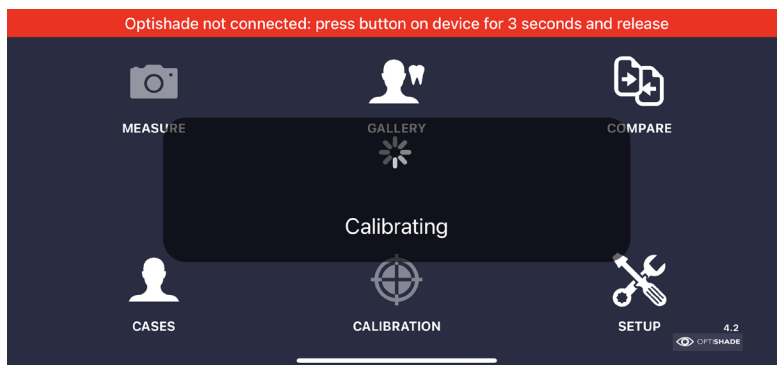 Optishade not connected: press button on device for 3 seconds and release
MEASURE
GALLERY
COMPARE
Calibrating
CASES
CALIBRATION
SETUP
4.2
OPTISHADE